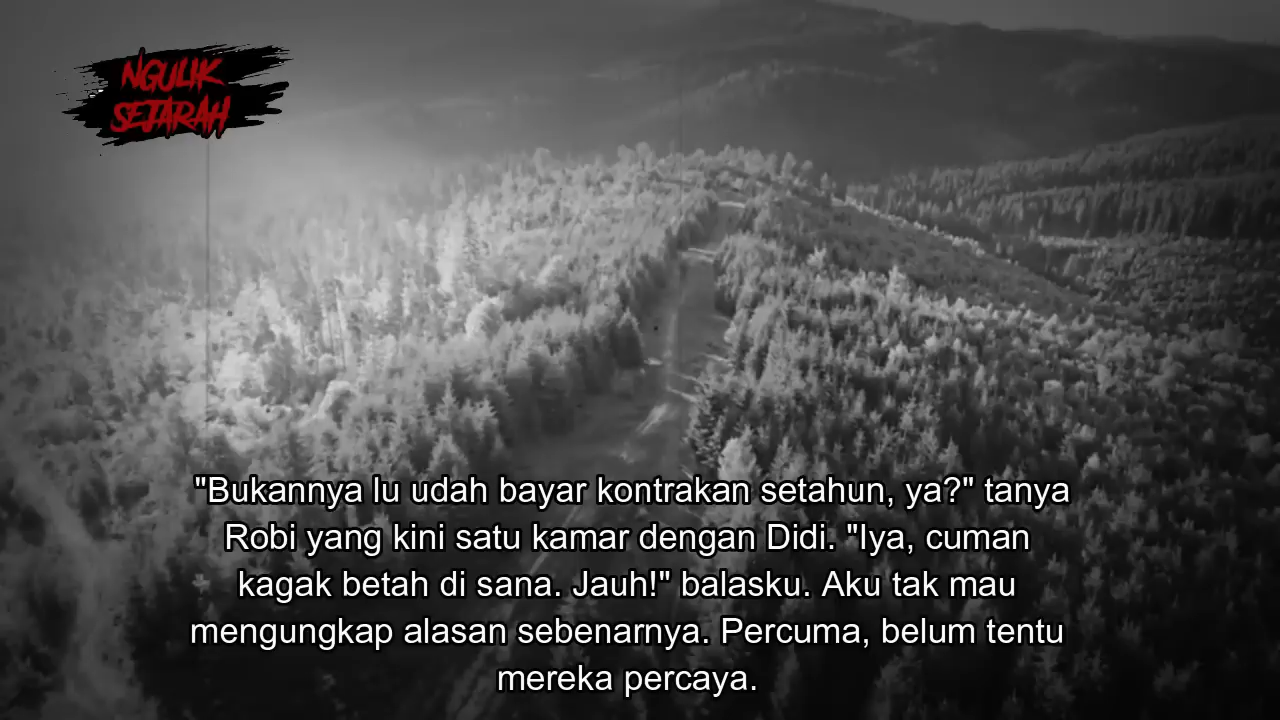 NGULIK
SEJARAH
"Bukannya lu udah bayar kontrakan setahun, ya?" tanya
Robi yang kini satu kamar dengan Didi. "Iya, cuman
kagak betah di sana. Jauh!" balasku. Aku tak mau
mengungkap alasan sebenarnya. Percuma, belum tentu
mereka percaya.